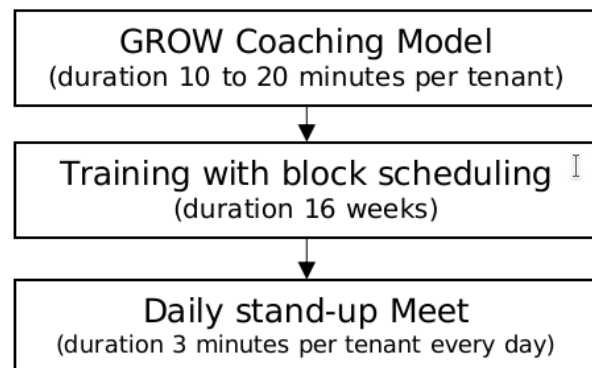 GROW Coaching Model
(duration 10 to 20 minutes per tenant)
Training with block scheduling
(duration 16 weeks)
Daily stand-up Meet
(duration 3 minutes per tenant every day)